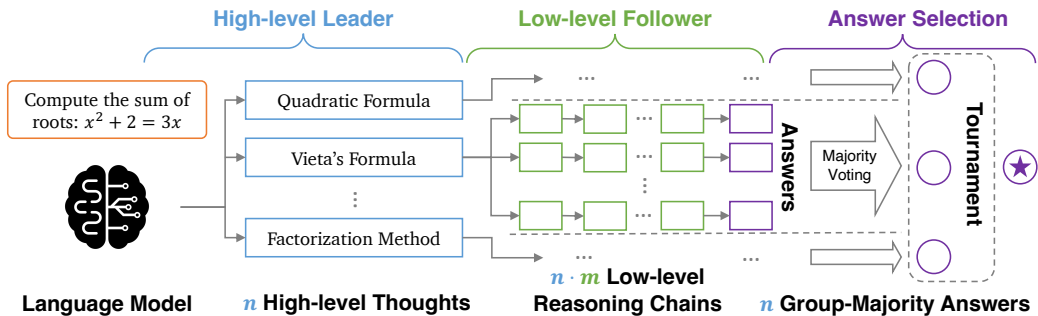 High-level Leader
Low-level Follower
Answer Selection
Compute the sum of
roots: x² + 2 = 3x
Quadratic Formula
Vieta's Formula
⋮
Factorization Method
... ...
...
...
⋮
...
... ...
Answers
Majority
Voting
Tournament
Language Model
n High-level Thoughts
n · m Low-level
Reasoning Chains
n Group-Majority Answers